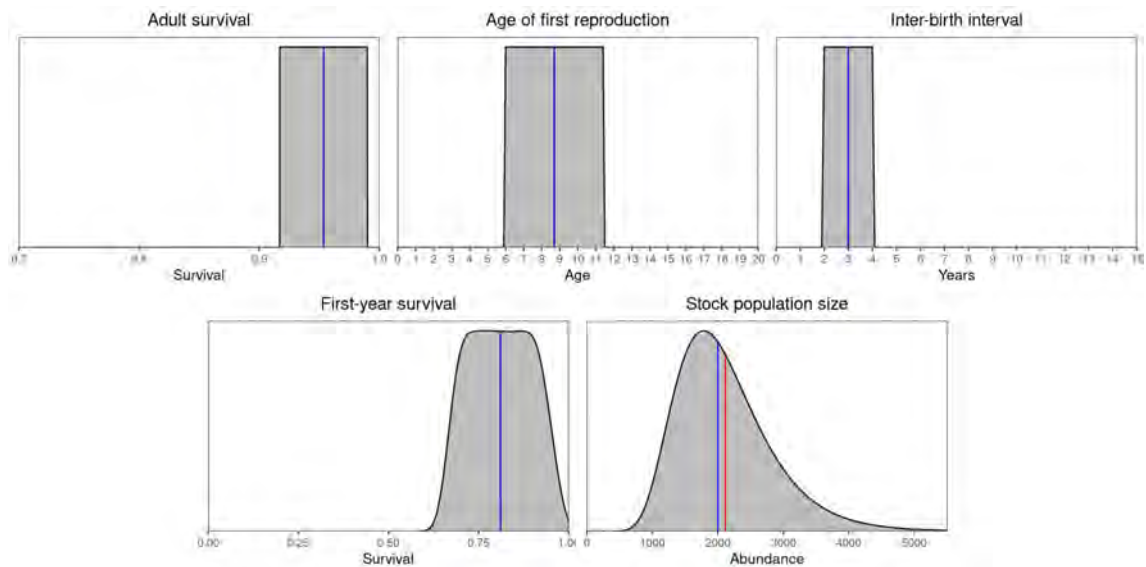 Adult survival
Age of first reproduction
Inter-birth interval
0.7 0.8 0.9 1.0
0 1 2 3 4 5 6 7 8 9 10 11 12 13 14 15 16 17 18 19 20
0 1 2 3 4 5 6 7 8 9 10 11 12 13 14 15
Survival
Age
Years
First-year survival
Stock population size
0.00 0.25 0.50 0.75 1.0
0 1000 2000 3000 4000 5000
Survival
Abundance